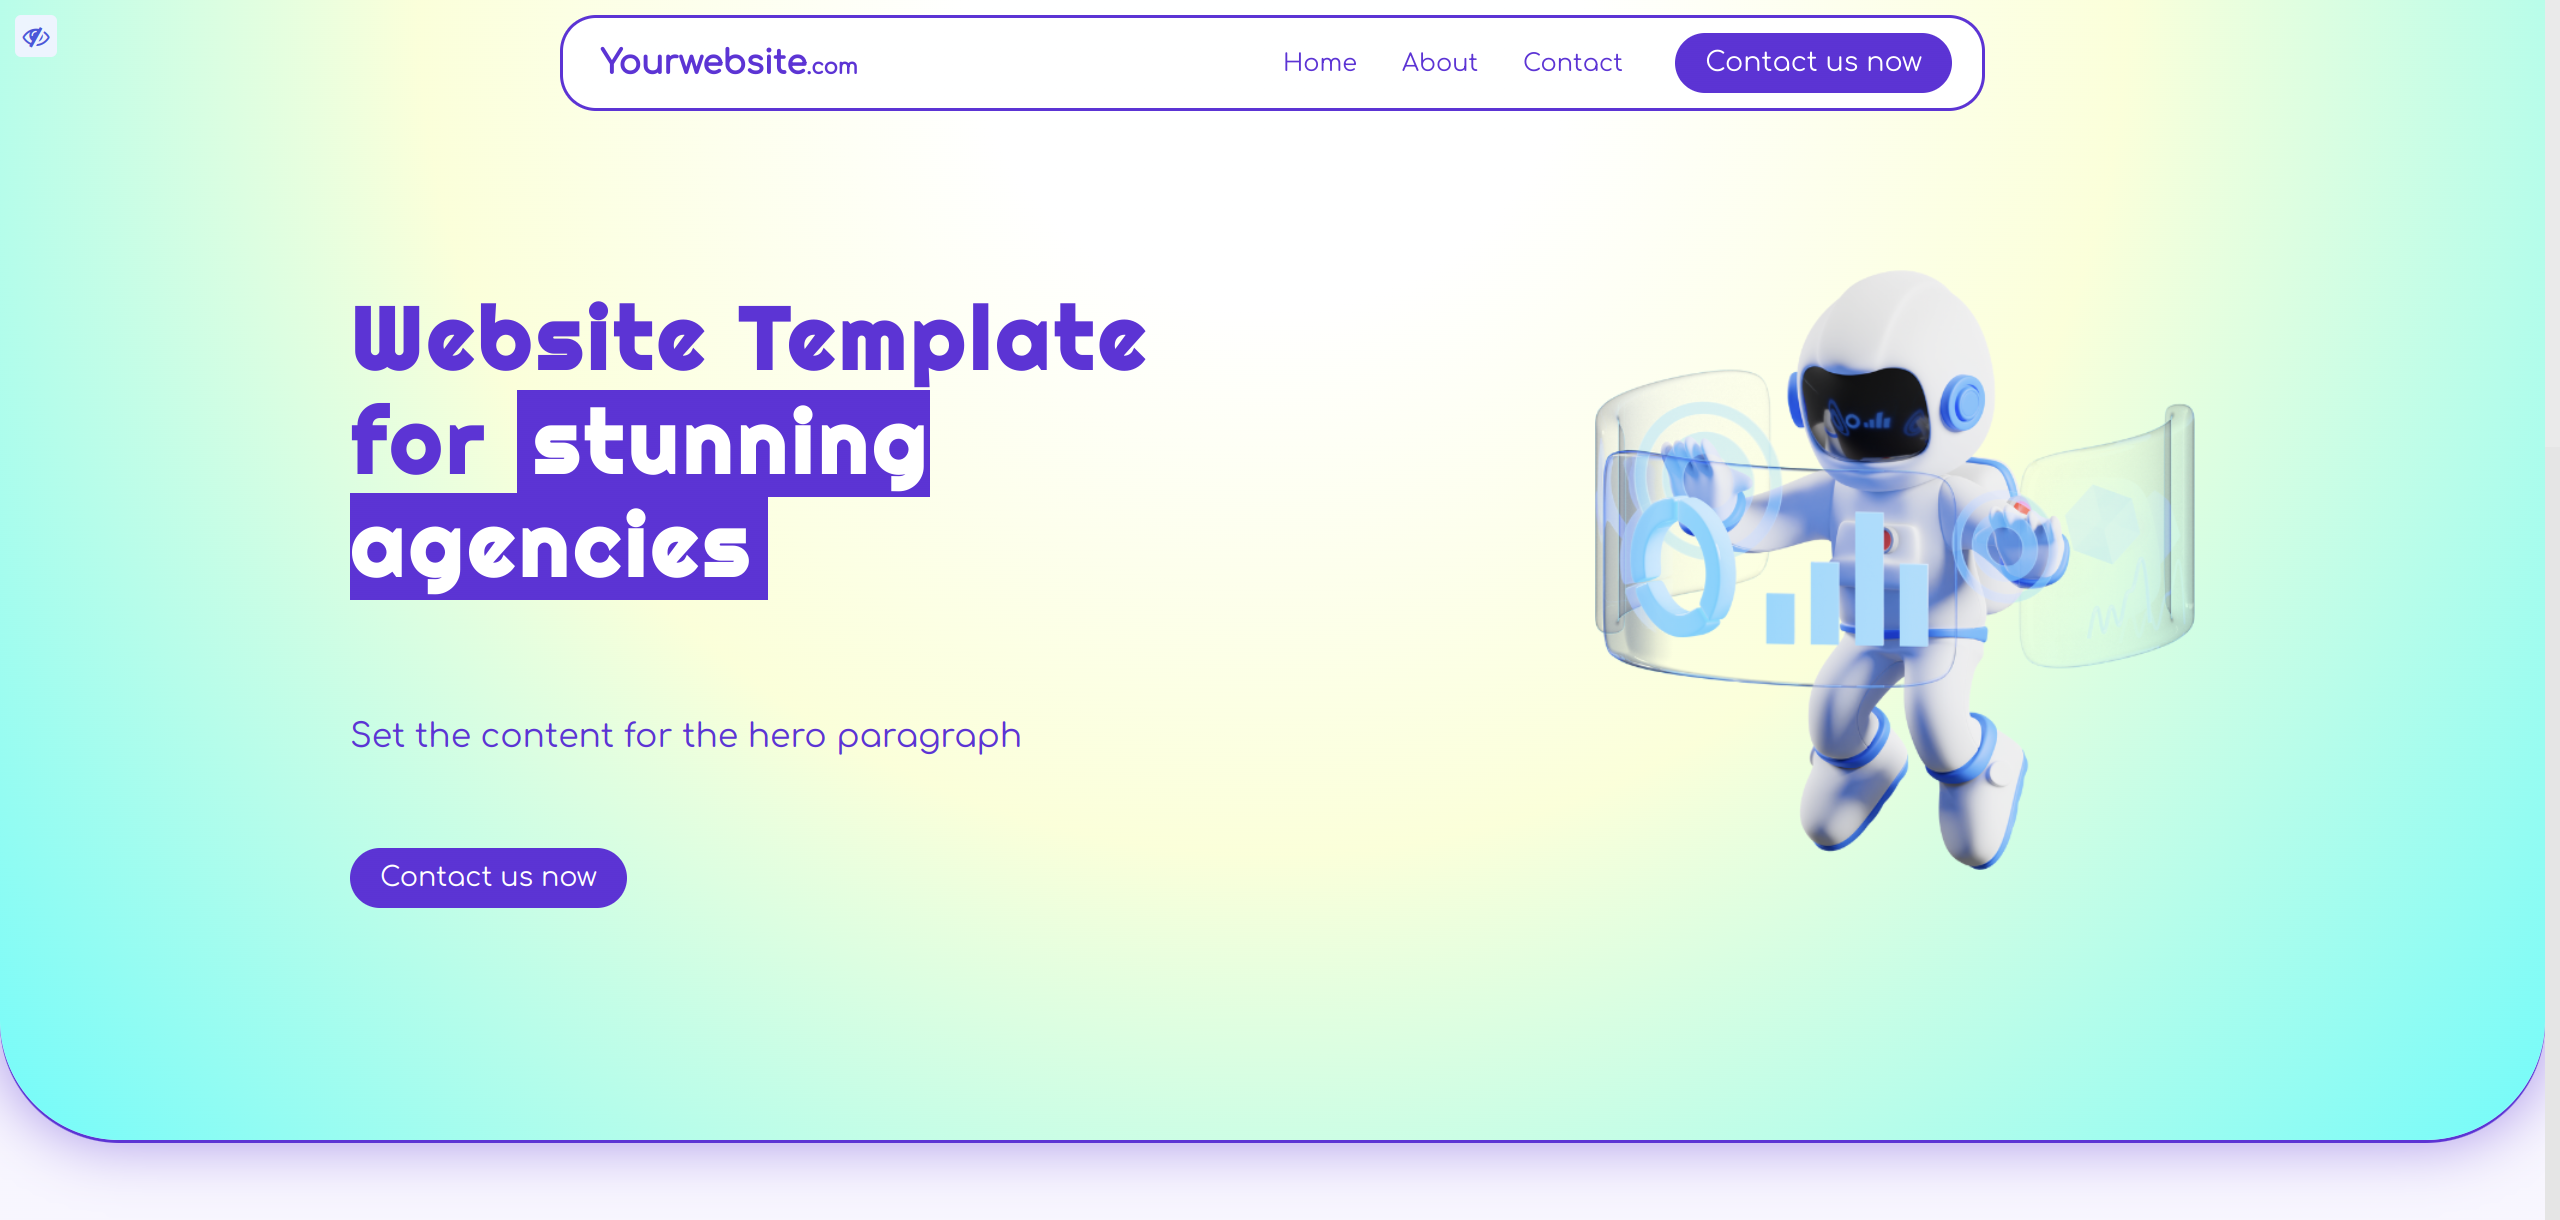 Yourwebsite.com
Home About Contact Contact us now
Website Template
for stunning
agencies
Set the content for the hero paragraph
Contact us now